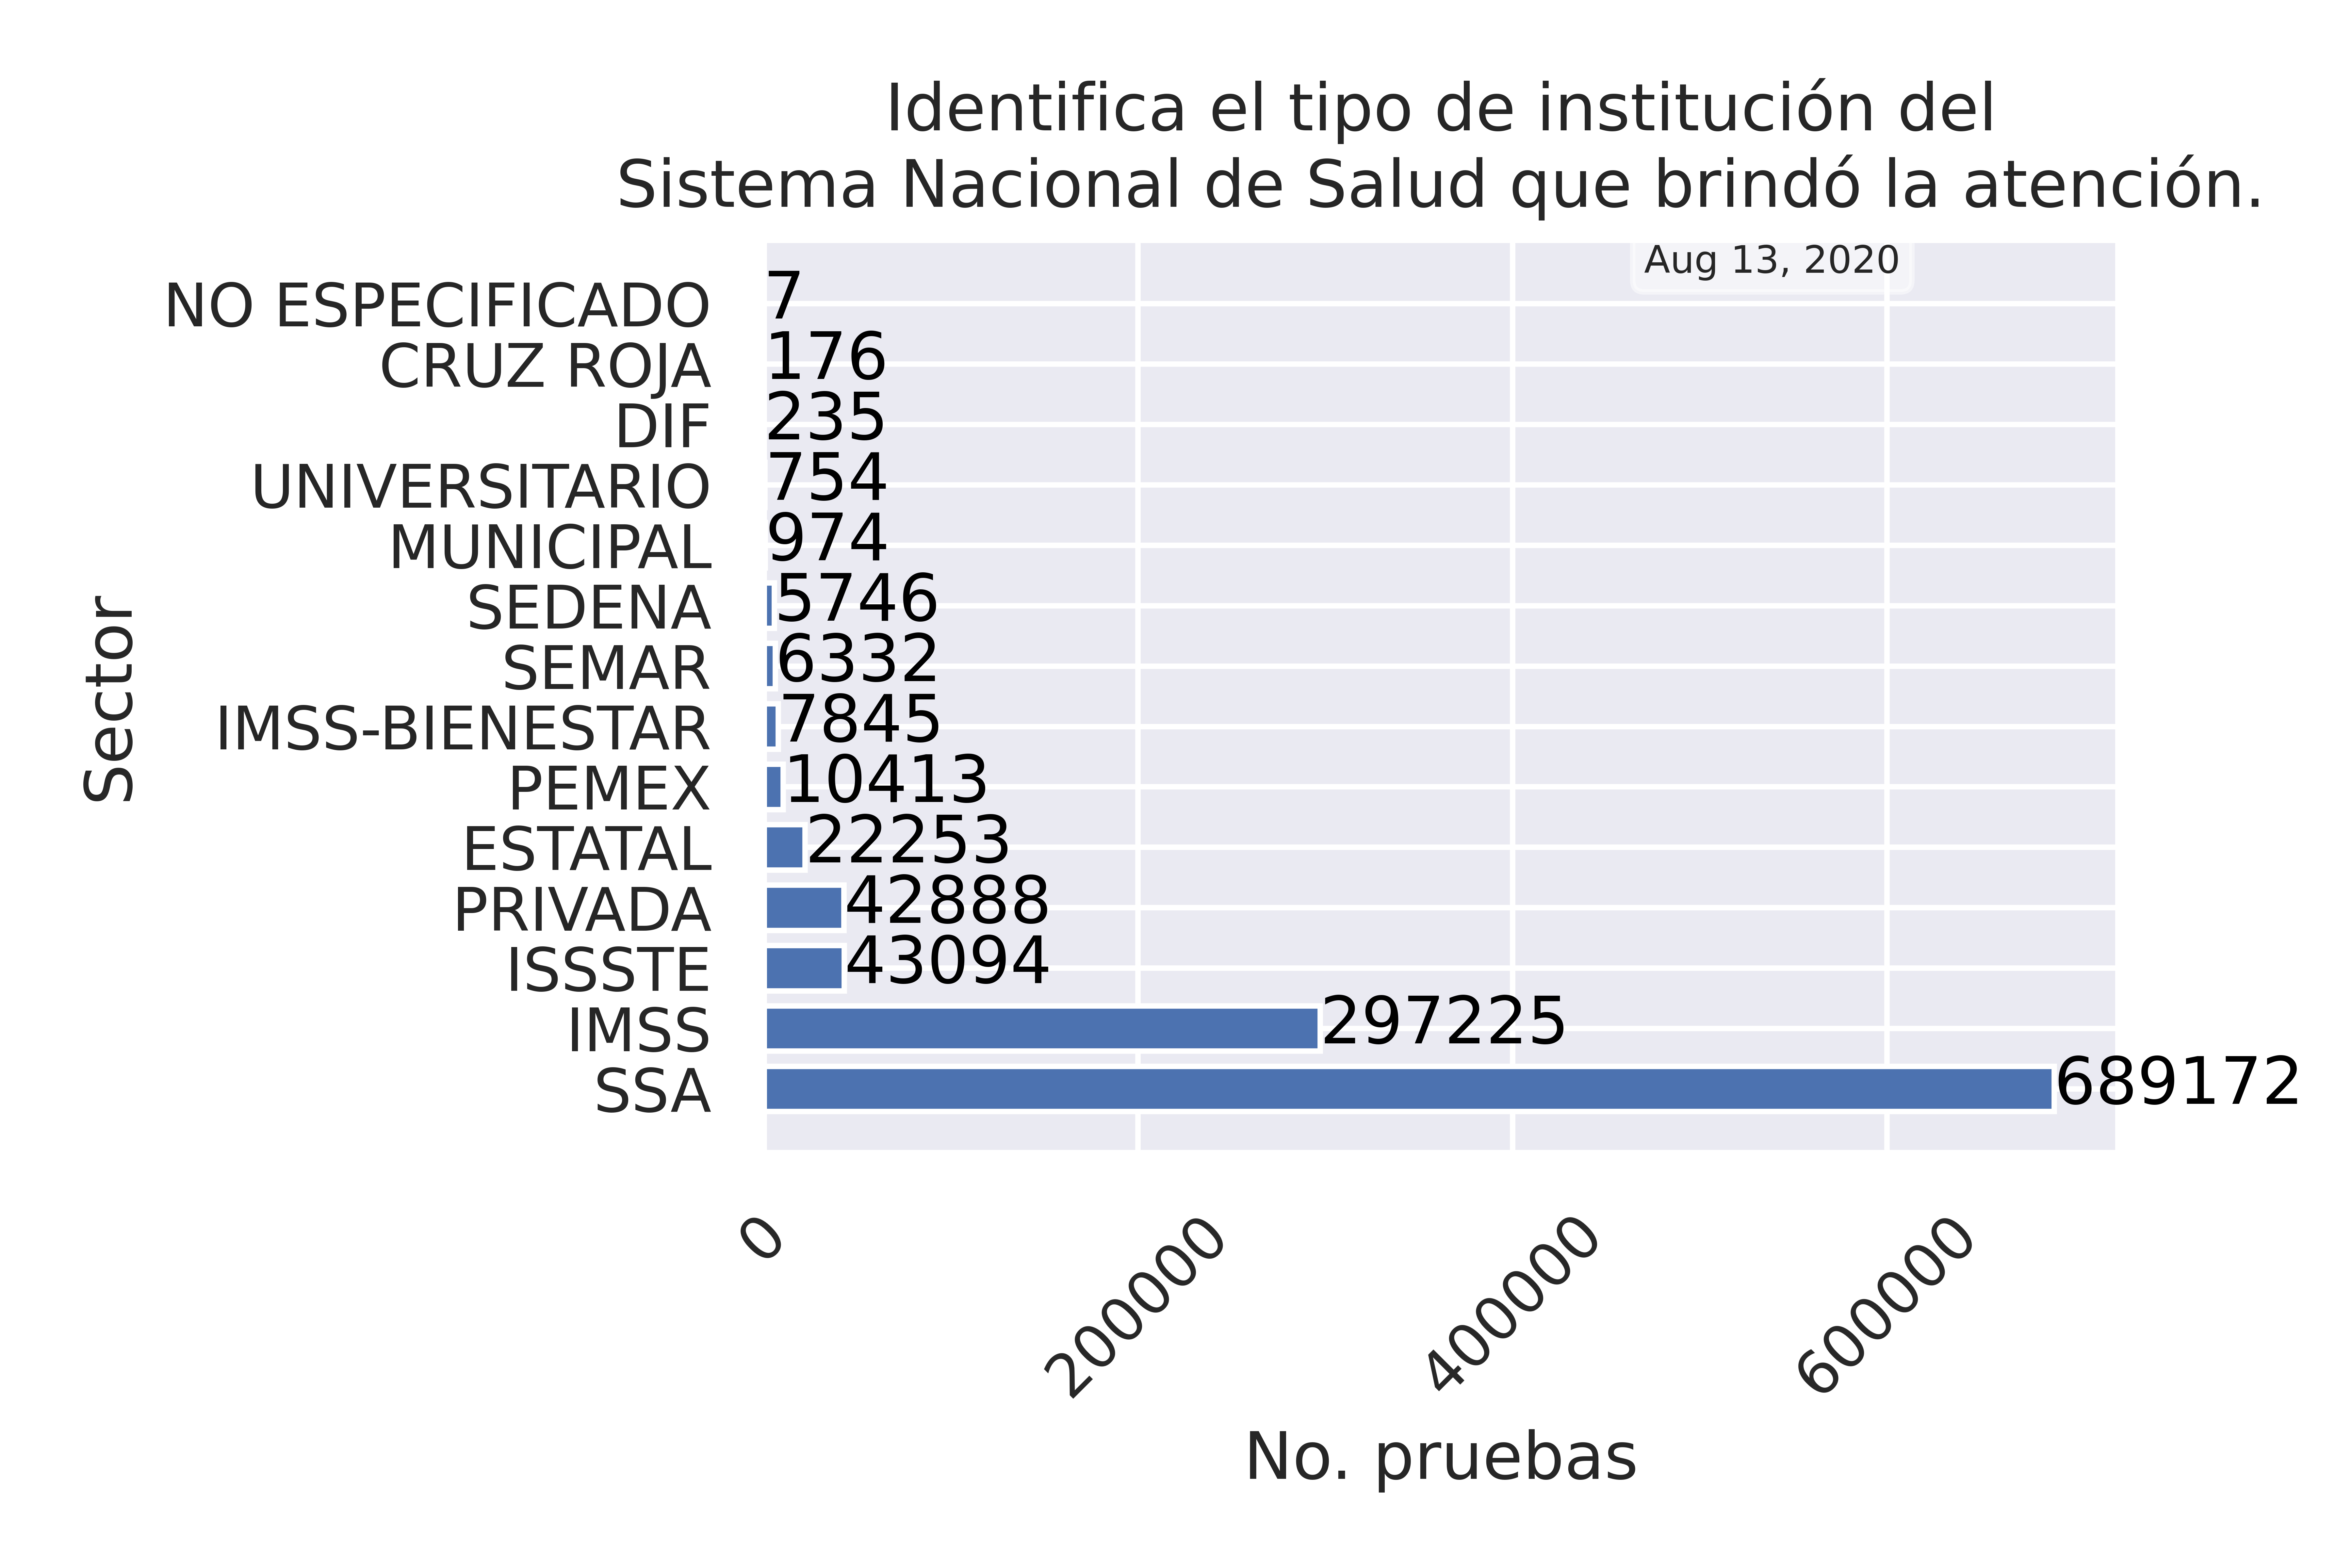 Identifica el tipo de institución del
Sistema Nacional de Salud que brindó la atención.
Aug 13, 2020
Sector
NO ESPECIFICADO 7
CRUZ ROJA 176
DIF 235
UNIVERSITARIO 754
MUNICIPAL 974
SEDENA 5746
SEMAR 6332
IMSS-BIENESTAR 7845
PEMEX 10413
ESTATAL 22253
PRIVADA 42888
ISSSTE 43094
IMSS 297225
SSA 689172
0 200000 400000 600000
No. pruebas